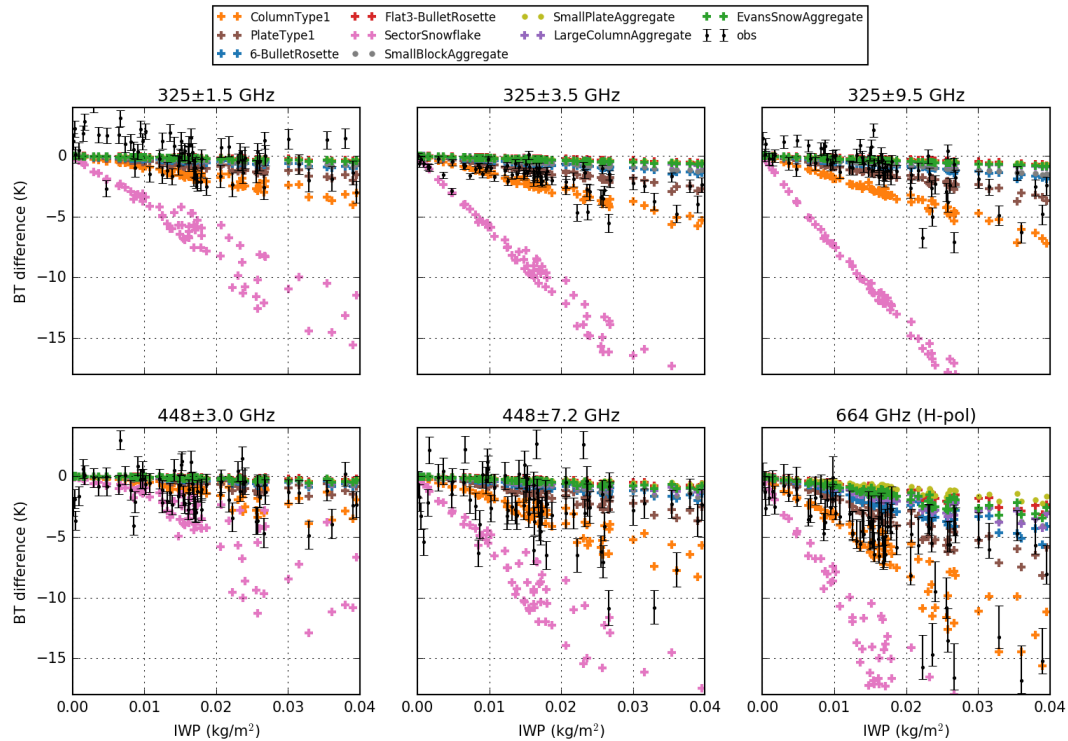 ColumnType1 Flat3-BulletRosette SmallPlateAggregate EvansSnowAggregate
PlateType1 SectorSnowflake LargeColumnAggregate obs
6-BulletRosette SmallBlockAggregate
325±1.5 GHz 325±3.5 GHz 325±9.5 GHz
0
−5
−10
−15
BT difference (K)
448±3.0 GHz 448±7.2 GHz 664 GHz (H-pol)
0
−5
−10
−15
BT difference (K)
0.00 0.01 0.02 0.03 0.04 0.00 0.01 0.02 0.03 0.04 0.00 0.01 0.02 0.03 0.04
IWP (kg/m²) IWP (kg/m²) IWP (kg/m²)